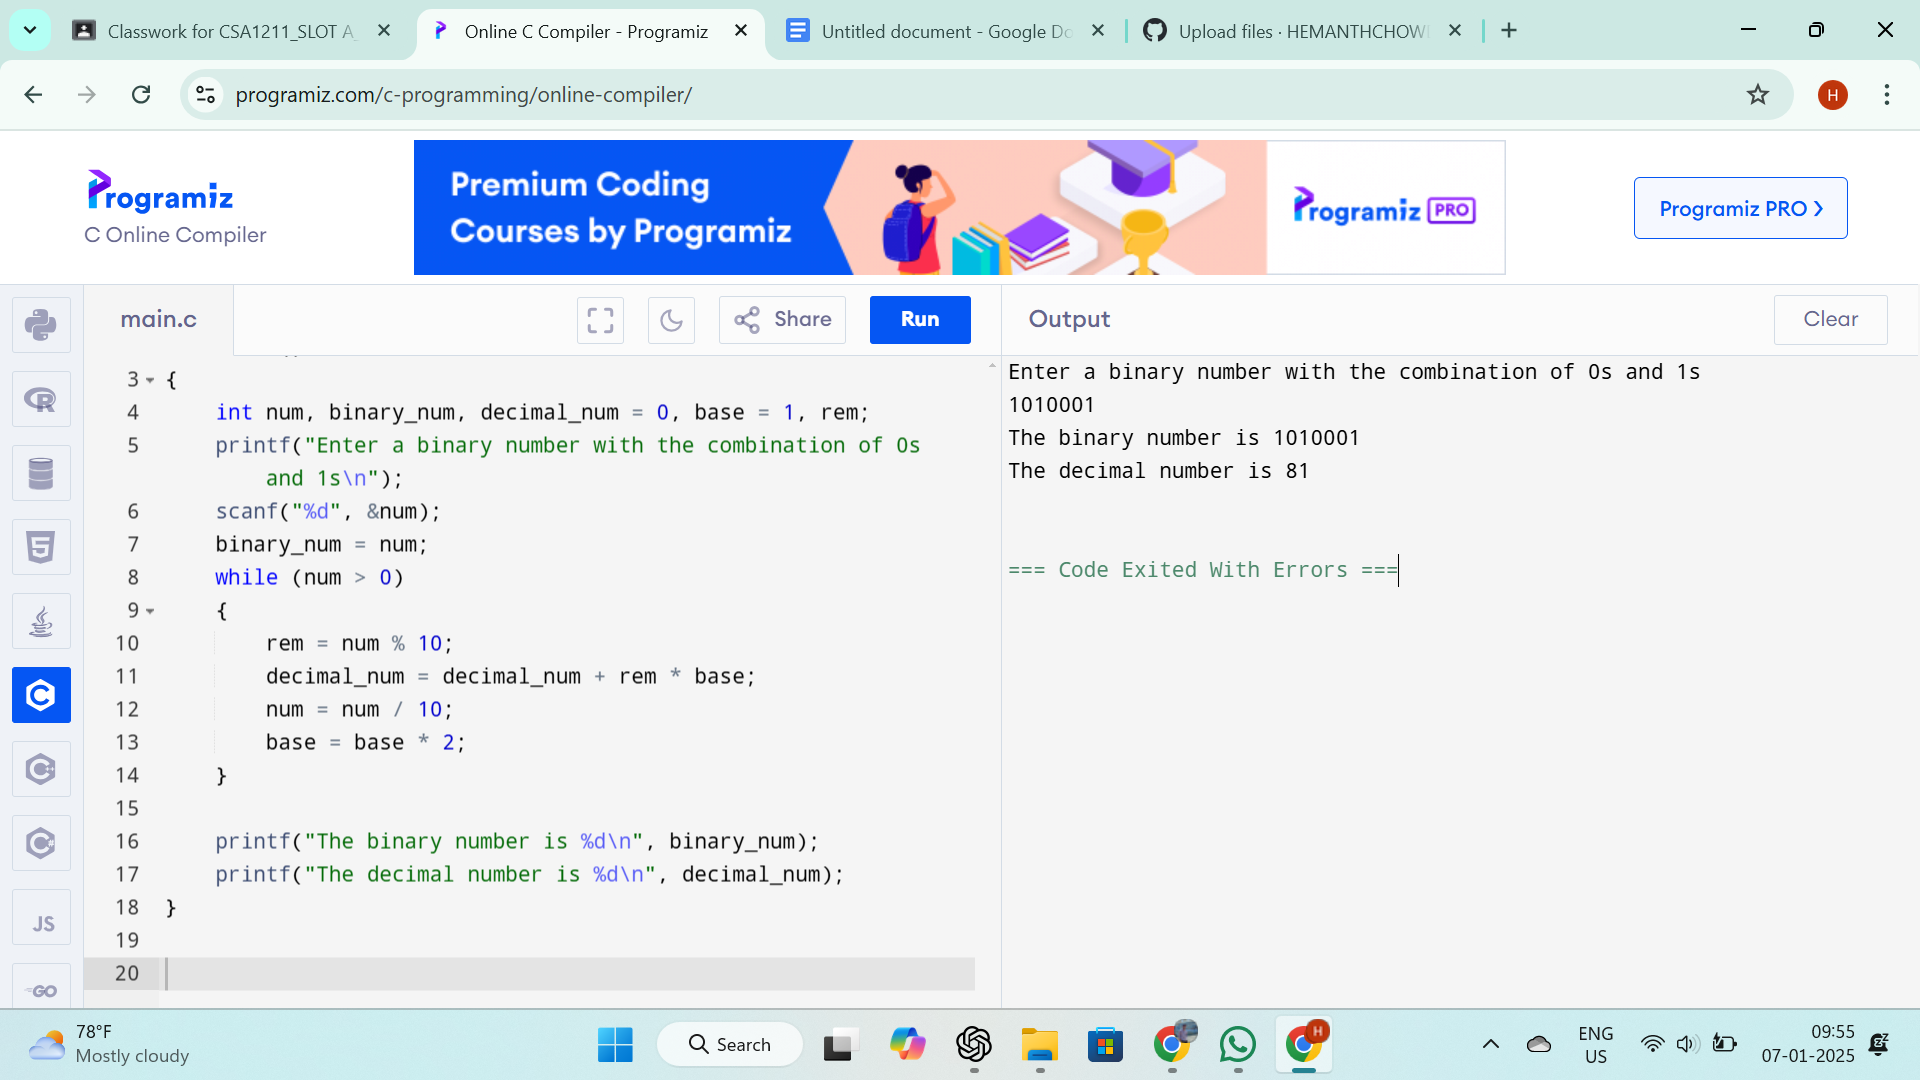 Classwork for CSA1211_SLOT A_
Online C Compiler - Programiz
Untitled document - Google Do
Upload files · HEMANTHCHOW
programiz.com/c-programming/online-compiler/
H
Programiz
C Online Compiler
Premium Coding
Courses by Programiz
Programiz PRO
Programiz PRO ❯
main.c
Share
Run
Output
Clear
3 {
4 int num, binary_num, decimal_num = 0, base = 1, rem;
5 printf("Enter a binary number with the combination of 0s
and 1s\n");
6 scanf("%d", &num);
7 binary_num = num;
8 while (num > 0)
9 {
10 rem = num % 10;
11 decimal_num = decimal_num + rem * base;
12 num = num / 10;
13 base = base * 2;
14 }
15
16 printf("The binary number is %d\n", binary_num);
17 printf("The decimal number is %d\n", decimal_num);
18 }
19
20
Enter a binary number with the combination of 0s and 1s
1010001
The binary number is 1010001
The decimal number is 81
=== Code Exited With Errors ===
R
5
C
C
C#
JS
GO
78°F
Mostly cloudy
Search
H
ENG
US
09:55
07-01-2025